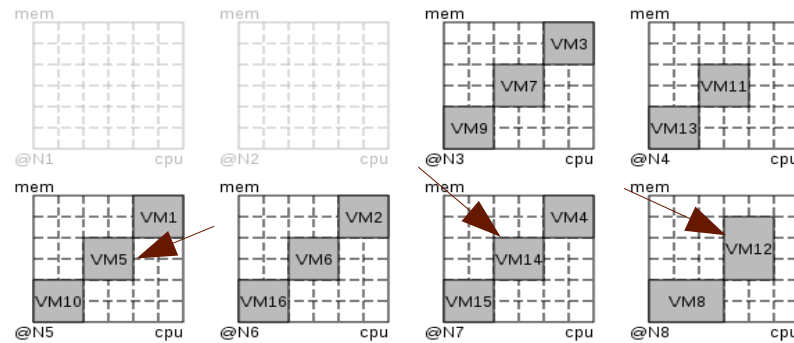 mem
mem
mem
mem
VM3
VM7
VM11
VM9
VM13
@N1 cpu
@N2 cpu
@N3 cpu
@N4 cpu
mem
mem
mem
mem
VM1
VM2
VM4
VM12
VM5
VM6
VM14
VM10
VM16
VM15
VM8
@N5 cpu
@N6 cpu
@N7 cpu
@N8 cpu